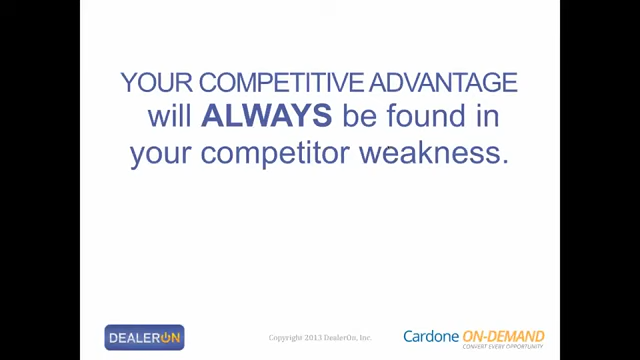 YOUR COMPETITIVE ADVANTAGE
will ALWAYS be found in
your competitor weakness.
DEALERON
Copyright 2013 DealerOn, Inc.
Cardone ON-DEMAND
CONVERT EVERY OPPORTUNITY